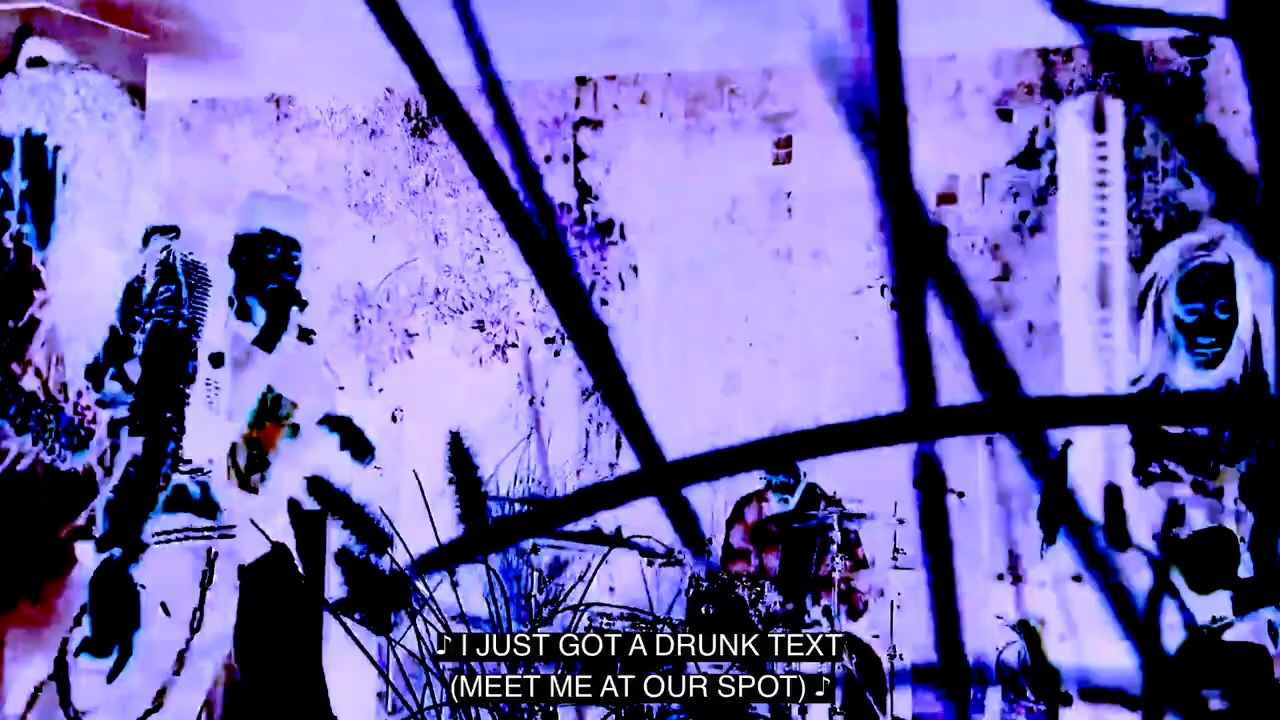 ♪ I JUST GOT A DRUNK TEXT
(MEET ME AT OUR SPOT) ♪